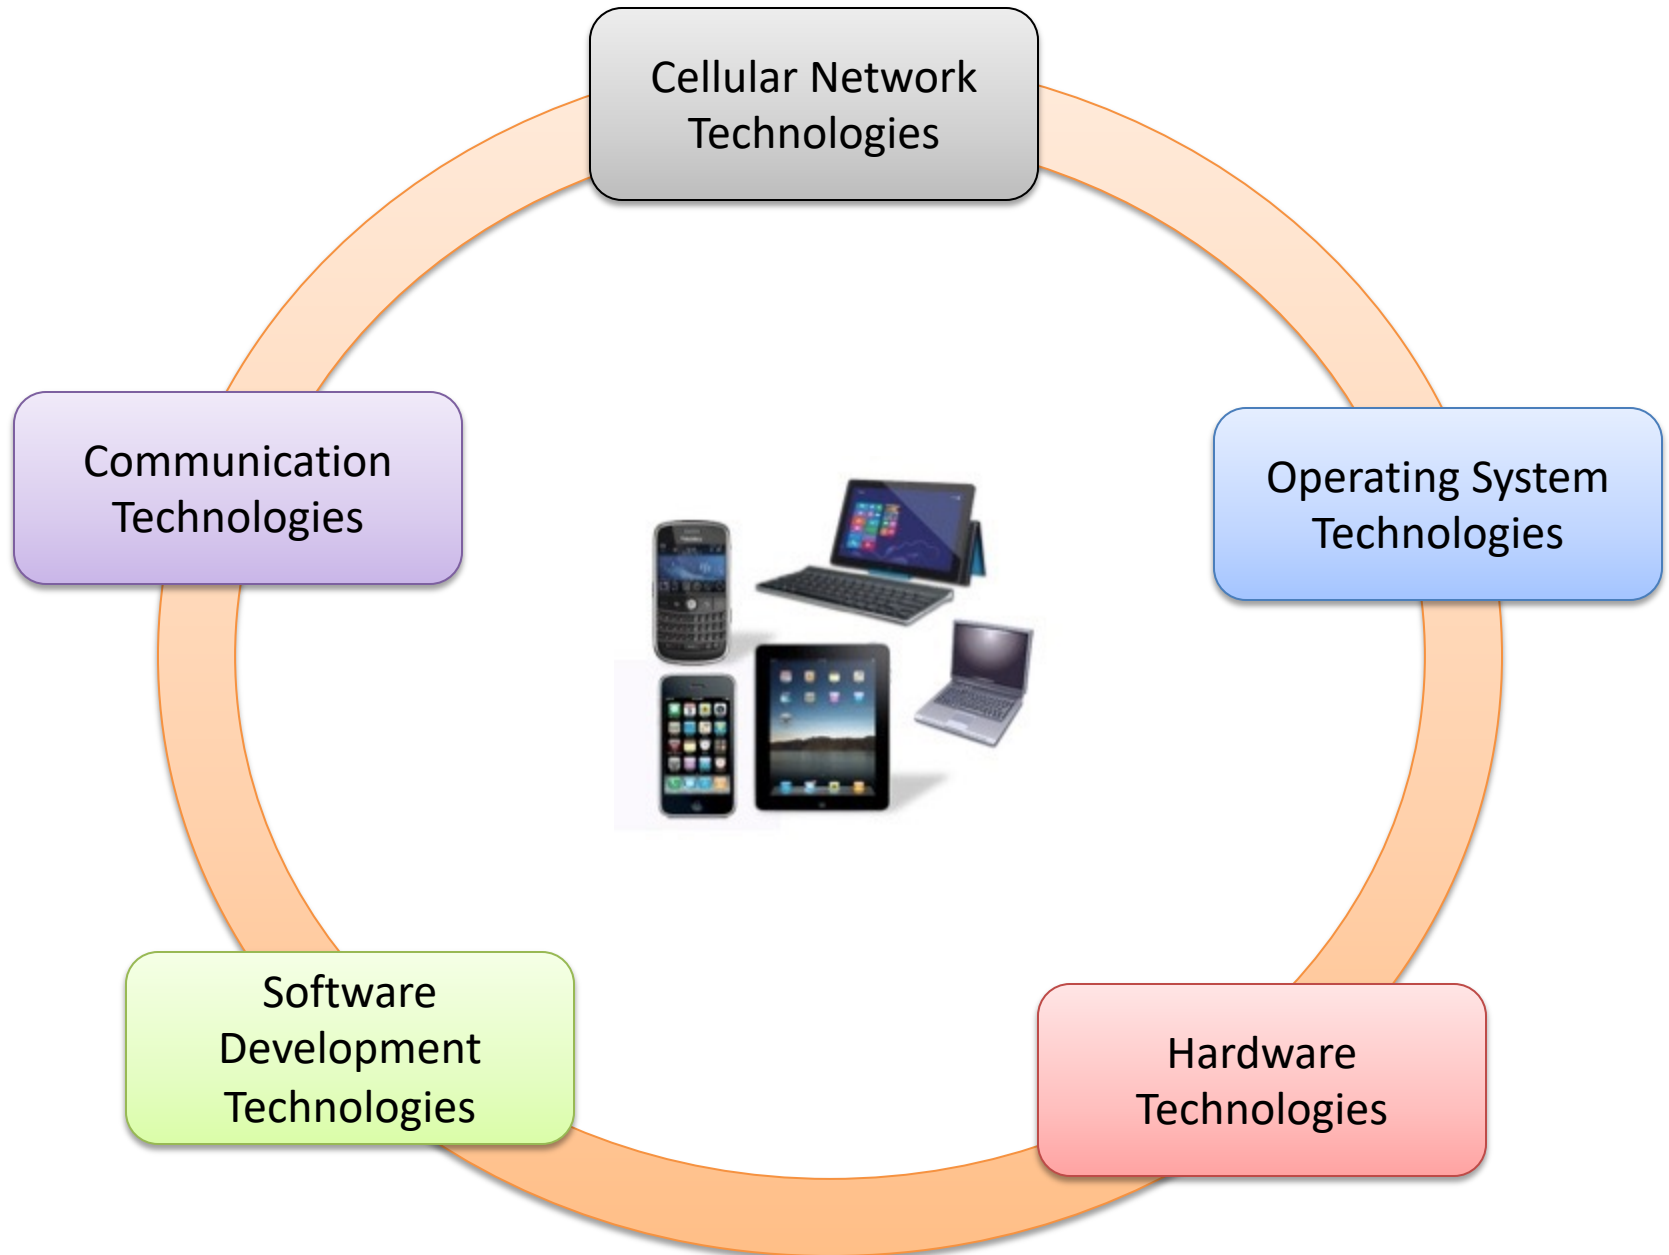 Cellular Network
Technologies
Communication
Technologies
Operating System
Technologies
Software
Development
Technologies
Hardware
Technologies